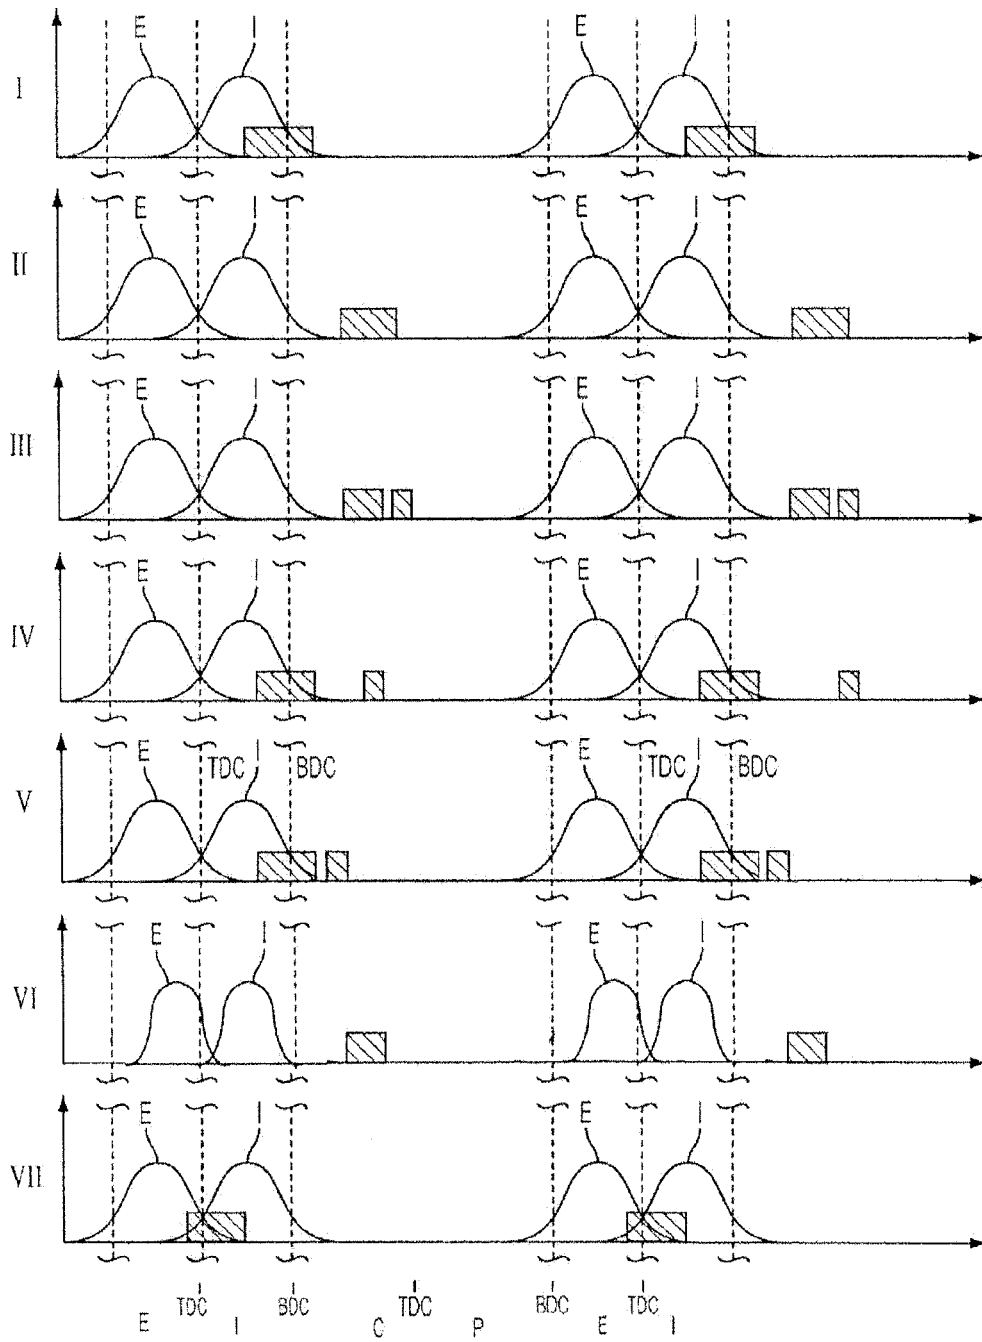 E I E I
I
E I E I
II
E I E I
III
E I E I
IV
E TDC I BDC E TDC I BDC
V
E I E I
VI
E I E I
VII
TDC BDC TDC BDC TDC
E I C P E I